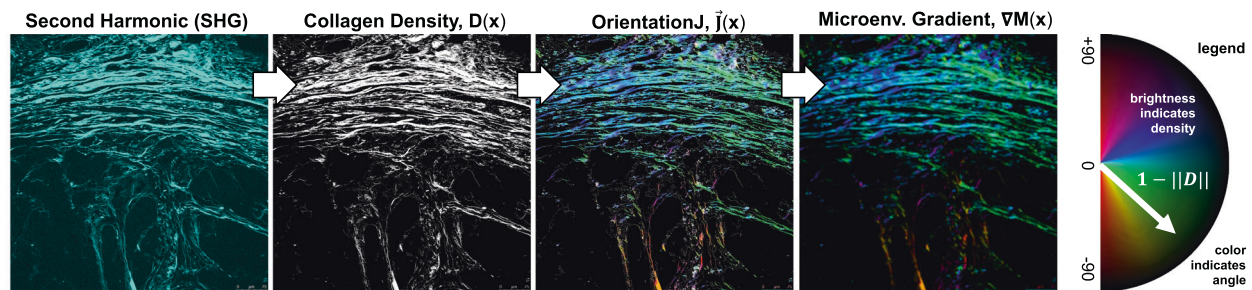 Second Harmonic (SHG)
Collagen Density, D(x)
OrientationJ, j⃗(x)
Microenv. Gradient, ∇M(x)
legend
+90
brightness
indicates
density
0
1 − ||D||
-90
color
indicates
angle